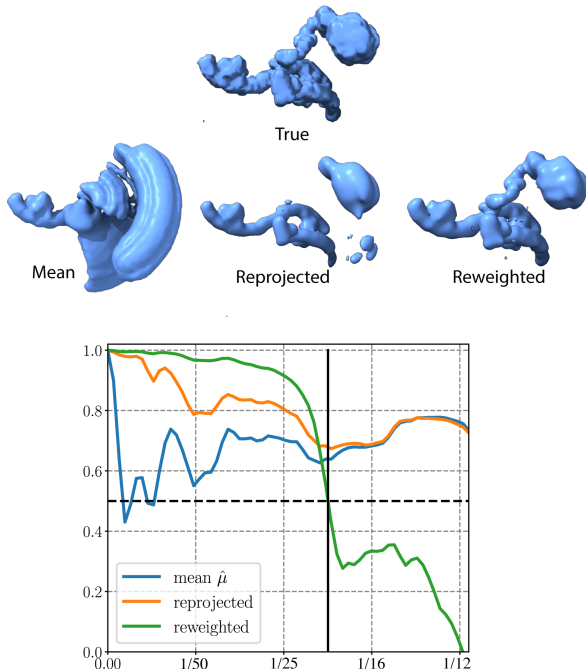 True
Mean
Reprojected
Reweighted
1.0
0.8
0.6
0.4
0.2
0.0
mean μ̂
reprojected
reweighted
0.00 1/50 1/25 1/16 1/12